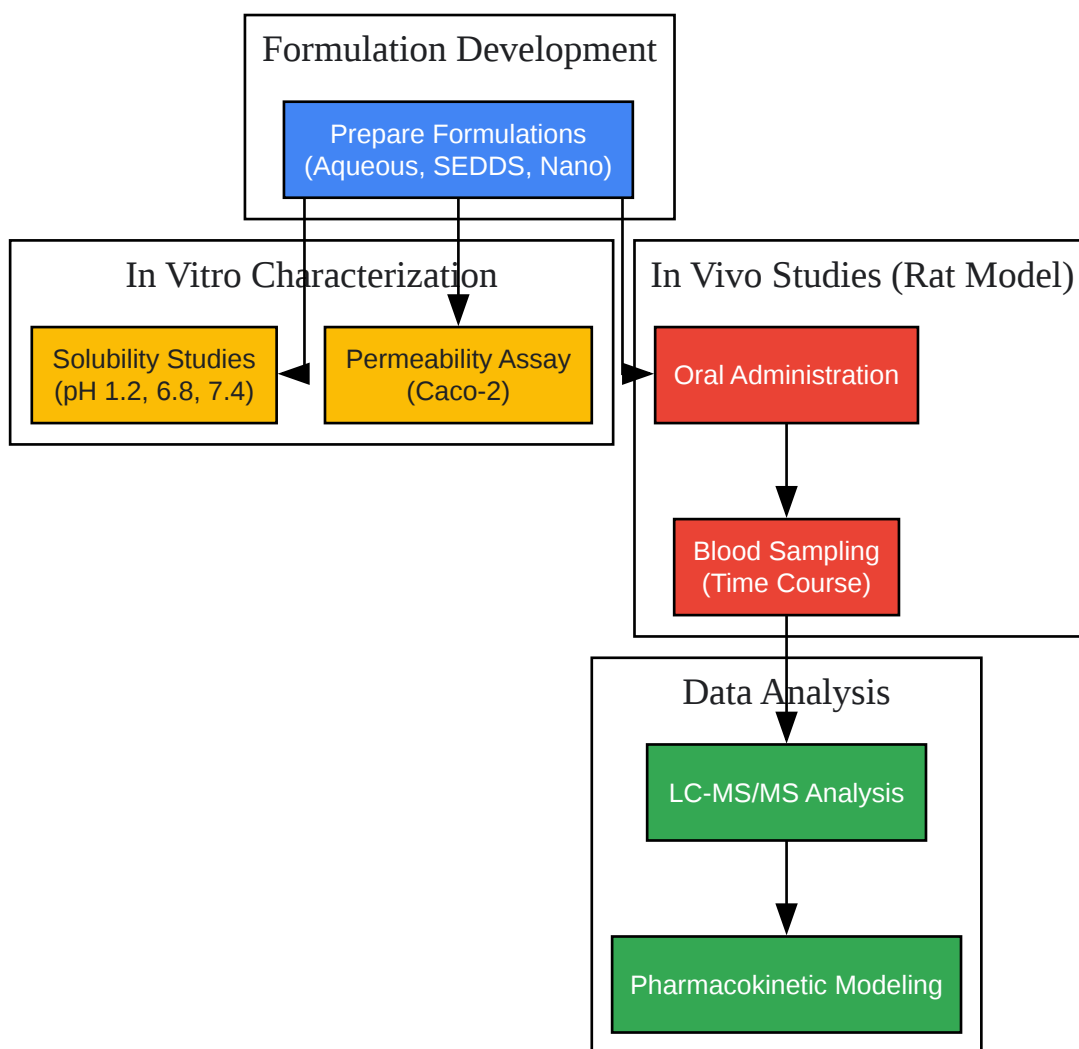 Formulation Development
Prepare Formulations
(Aqueous, SEDDS, Nano)
In Vitro Characterization
Solubility Studies
(pH 1.2, 6.8, 7.4)
Permeability Assay
(Caco-2)
In Vivo Studies (Rat Model)
Oral Administration
Blood Sampling
(Time Course)
Data Analysis
LC-MS/MS Analysis
Pharmacokinetic Modeling